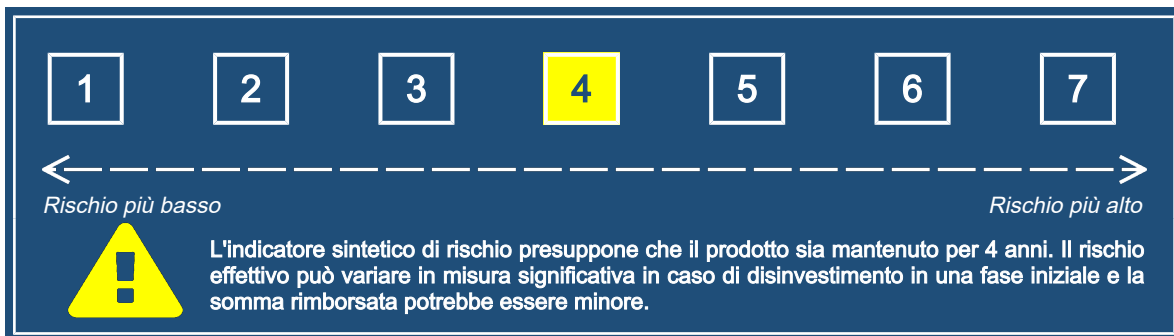 1 2 3 4 5 6 7
Rischio più basso Rischio più alto
L'indicatore sintetico di rischio presuppone che il prodotto sia mantenuto per 4 anni. Il rischio
effettivo può variare in misura significativa in caso di disinvestimento in una fase iniziale e la
somma rimborsata potrebbe essere minore.